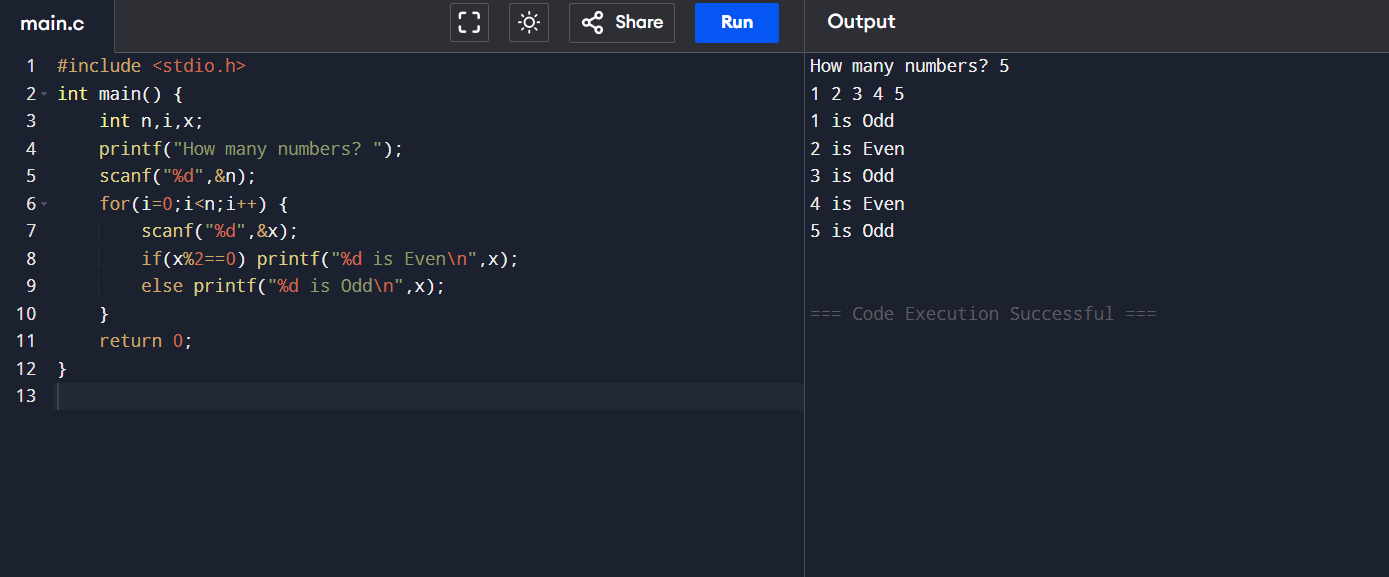 main.c
Share
Run
Output
1 #include <stdio.h>
2 int main() {
3     int n,i,x;
4     printf("How many numbers? ");
5     scanf("%d",&n);
6     for(i=0;i<n;i++) {
7         scanf("%d",&x);
8         if(x%2==0) printf("%d is Even\n",x);
9         else printf("%d is Odd\n",x);
10     }
11     return 0;
12 }
13
How many numbers? 5
1 2 3 4 5
1 is Odd
2 is Even
3 is Odd
4 is Even
5 is Odd
=== Code Execution Successful ===